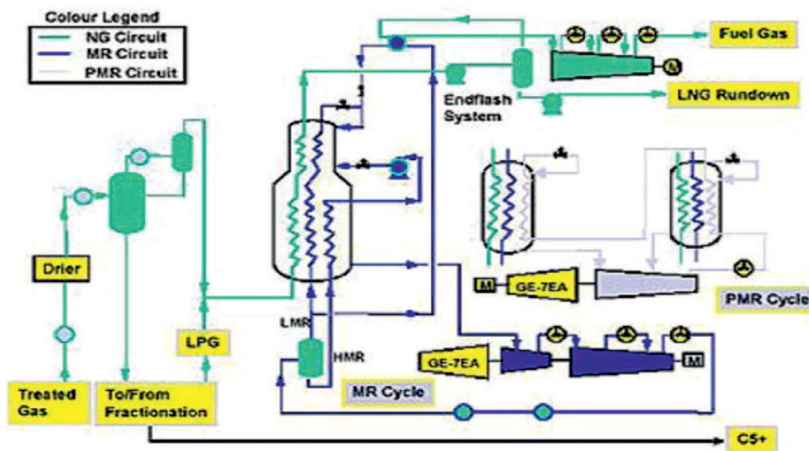 Colour Legend
NG Circuit
MR Circuit
PMR Circuit
Fuel Gas
M
Endflash
System
LNG Rundown
Drier
LPG
LMR
HMR
M
GE-7EA
PMR Cycle
GE-7EA
M
MR Cycle
Treated
Gas
To/From
Fractionation
C5+